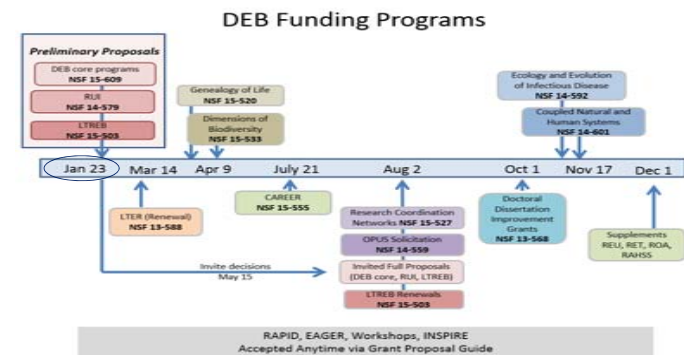 DEB Funding Programs
Preliminary Proposals
DEB core programs
NSF 15-609
RUI
NSF 14-579
LTREB
NSF 15-503
Genealogy of Life
NSF 15-520
Dimensions of
Biodiversity
NSF 15-533
Ecology and Evolution
of Infectious Disease
NSF 14-592
Coupled Natural and
Human Systems
NSF 14-601
Jan 23
Mar 14
Apr 9
July 21
Aug 2
Oct 1
Nov 17
Dec 1
LTER (Renewal)
NSF 13-588
CAREER
NSF 15-555
Research Coordination
Networks NSF 15-527
OPUS Solicitation
NSF 14-559
Invited Full Proposals
(DEB core, RUI, LTREB)
LTREB Renewals
NSF 15-503
Doctoral
Dissertation
Improvement
Grants
NSF 13-568
Supplements
REU, RET, ROA,
RAHSS
Invite decisions
May 15
RAPID, EAGER, Workshops, INSPIRE
Accepted Anytime via Grant Proposal Guide